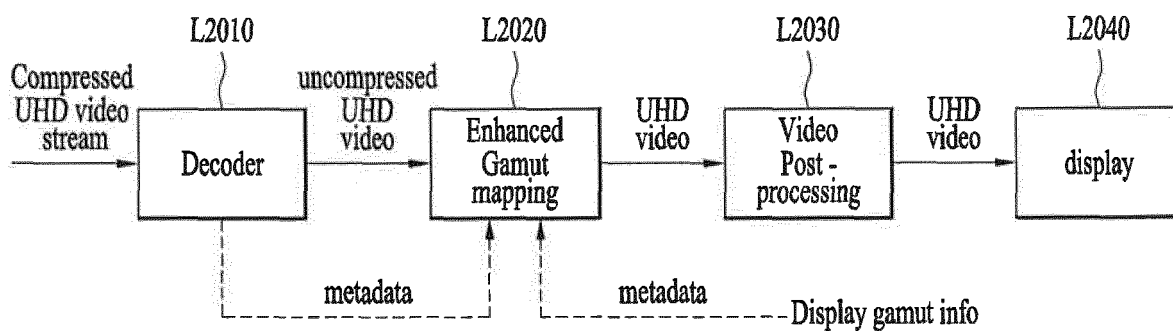 L2010
L2020
L2030
L2040
Compressed
UHD video
stream
Decoder
uncompressed
UHD
video
Enhanced
Gamut
mapping
UHD
video
Video
Post -
processing
UHD
video
display
metadata
metadata
Display gamut info